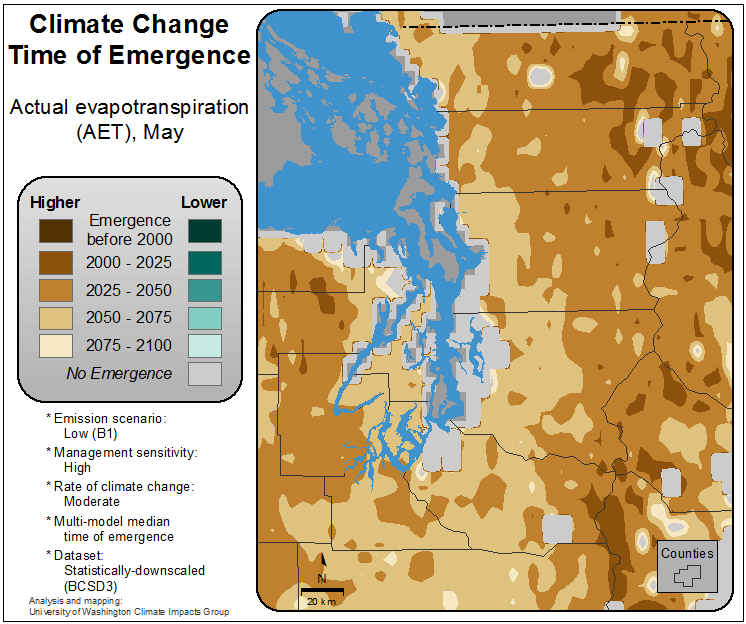 Climate Change
Time of Emergence
Actual evapotranspiration
(AET), May
Higher
Lower
Emergence
before 2000
2000 - 2025
2025 - 2050
2050 - 2075
2075 - 2100
No Emergence
* Emission scenario:
Low (B1)
* Management sensitivity:
High
* Rate of climate change:
Moderate
* Multi-model median
time of emergence
* Dataset:
Statistically-downscaled
(BCSD3)
Analysis and mapping:
University of Washington Climate Impacts Group
N
20 km
Counties